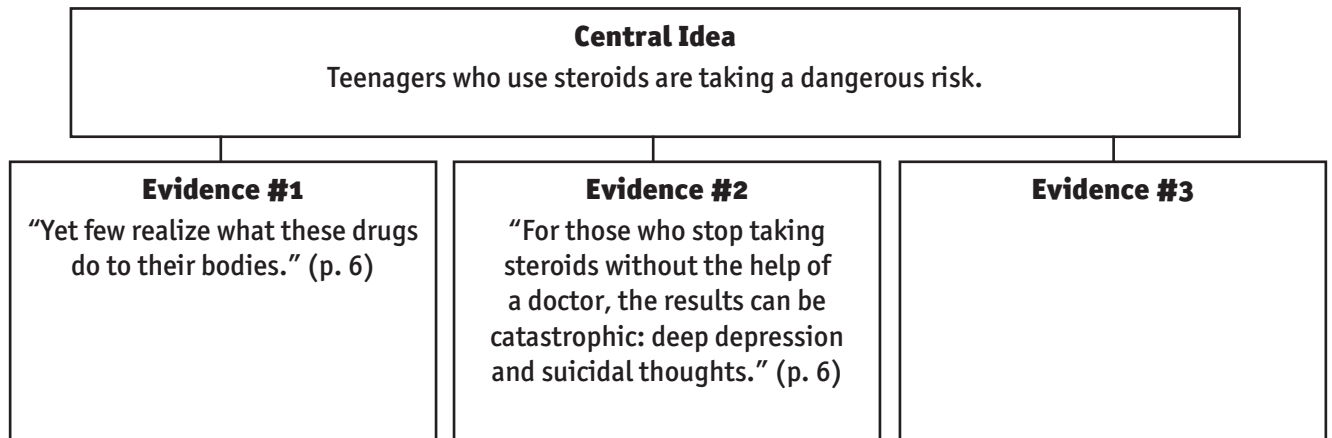 Central Idea
Teenagers who use steroids are taking a dangerous risk.
Evidence #1
“Yet few realize what these drugs
do to their bodies.” (p. 6)
Evidence #2
“For those who stop taking
steroids without the help of
a doctor, the results can be
catastrophic: deep depression
and suicidal thoughts.” (p. 6)
Evidence #3